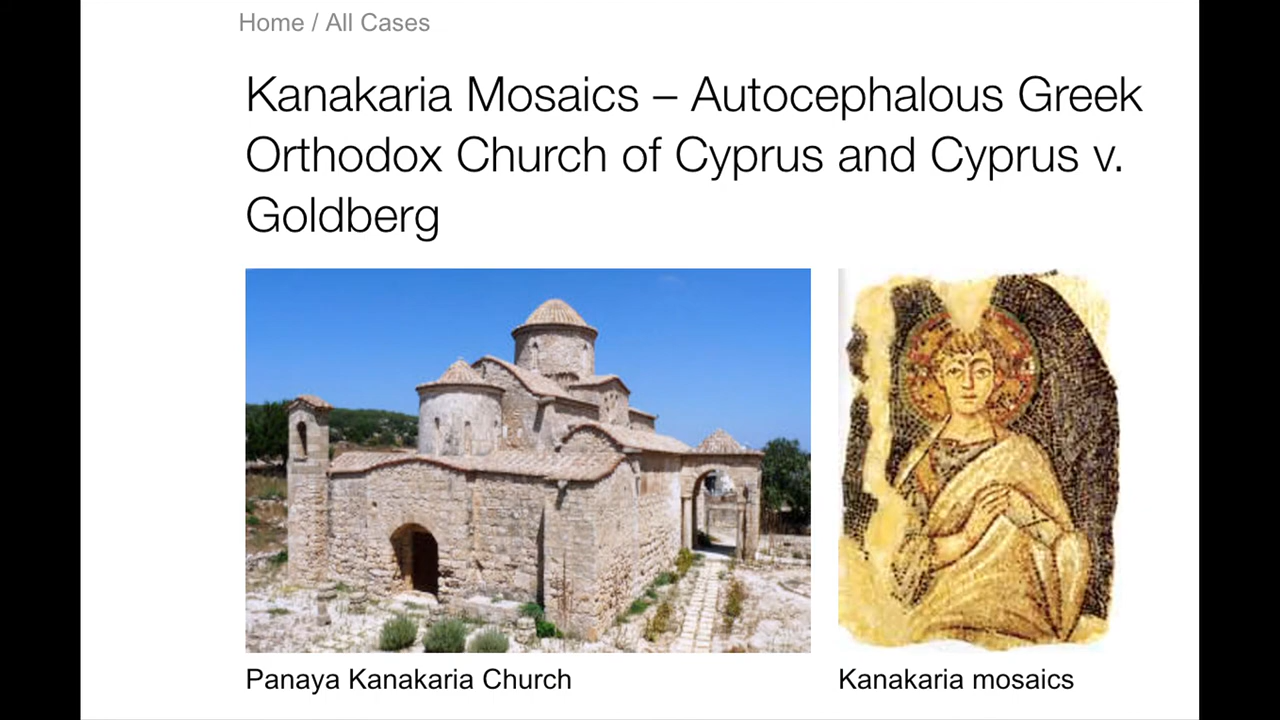 Home / All Cases
Kanakaria Mosaics – Autocephalous Greek
Orthodox Church of Cyprus and Cyprus v.
Goldberg
Panaya Kanakaria Church
Kanakaria mosaics